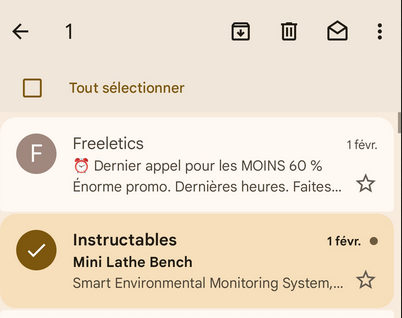 1
Tout sélectionner
F
Freeletics
1 févr.
⏰ Dernier appel pour les MOINS 60 %
Énorme promo. Dernières heures. Faites...
Instructables
1 févr.
Mini Lathe Bench
Smart Environmental Monitoring System,...